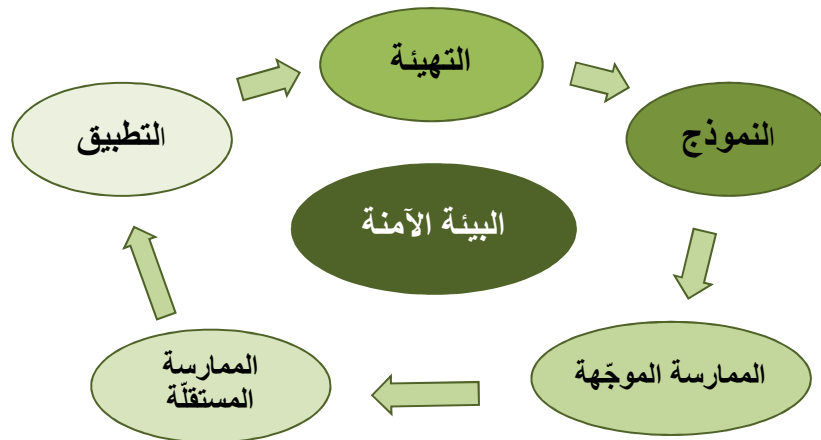 التهيئة
النموذج
التطبيق
البيئة الآمنة
الممارسة الموجّهة
الممارسة
المستقلّة